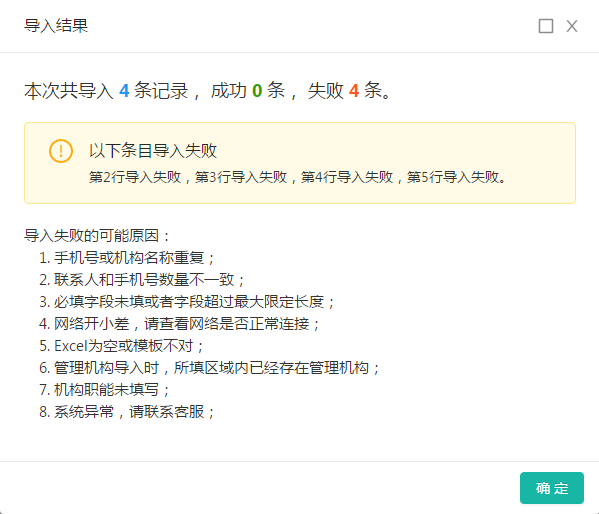 导入结果
本次共导入 4 条记录，成功 0 条，失败 4 条。
以下条目导入失败
第2行导入失败，第3行导入失败，第4行导入失败，第5行导入失败。
导入失败的可能原因：
1. 手机号或机构名称重复；
2. 联系人和手机号数量不一致；
3. 必填字段未填或者字段超过最大限定长度；
4. 网络开小差，请查看网络是否正常连接；
5. Excel为空或模板不对；
6. 管理机构导入时，所填区域内已经存在管理机构；
7. 机构职能未填写；
8. 系统异常，请联系客服；
确 定